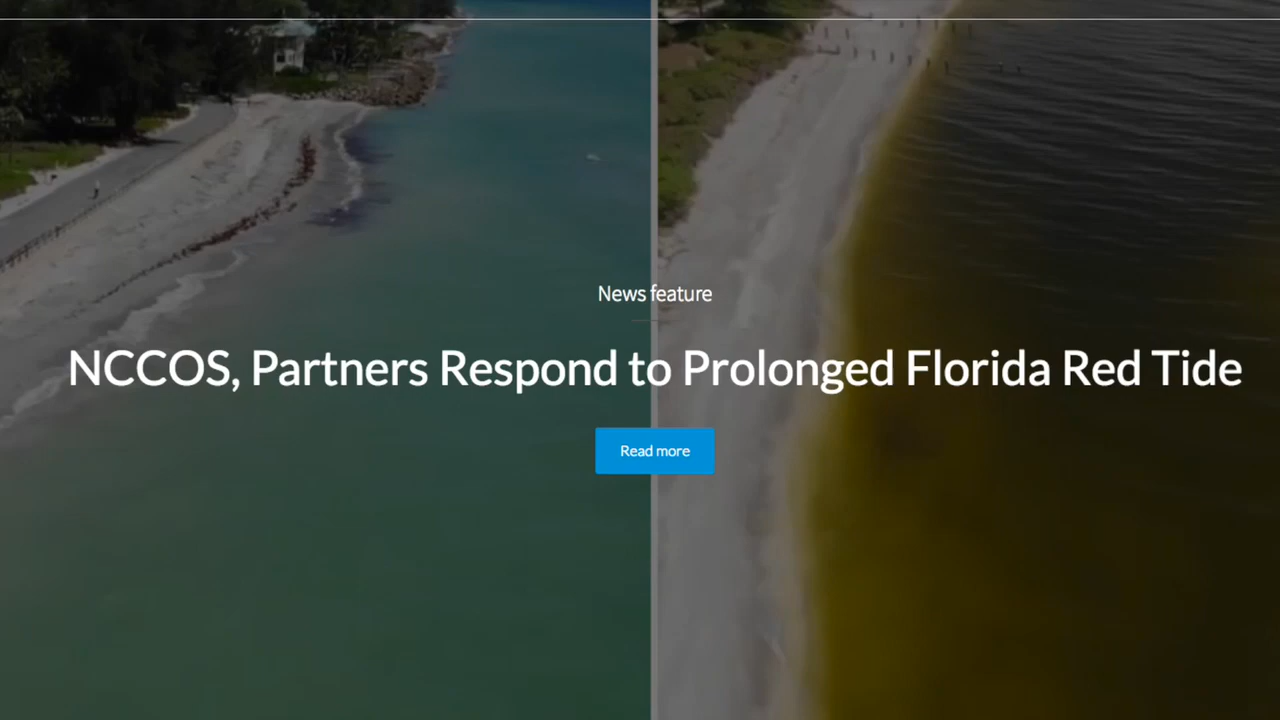 News feature
NCCOS, Partners Respond to Prolonged Florida Red Tide
Read more